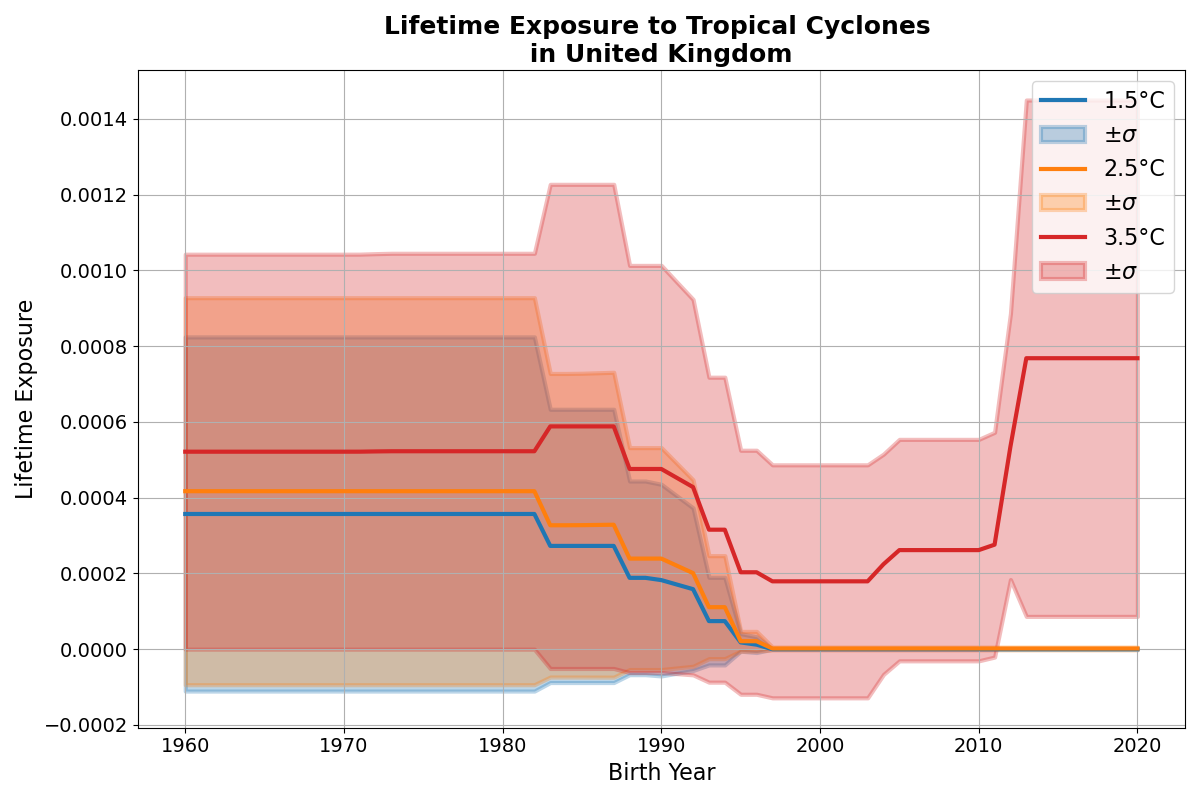 Lifetime Exposure to Tropical Cyclones
in United Kingdom
Lifetime Exposure
0.0014
0.0012
0.0010
0.0008
0.0006
0.0004
0.0002
0.0000
−0.0002
1960
1970
1980
1990
2000
2010
2020
Birth Year
1.5°C
±σ
2.5°C
±σ
3.5°C
±σ